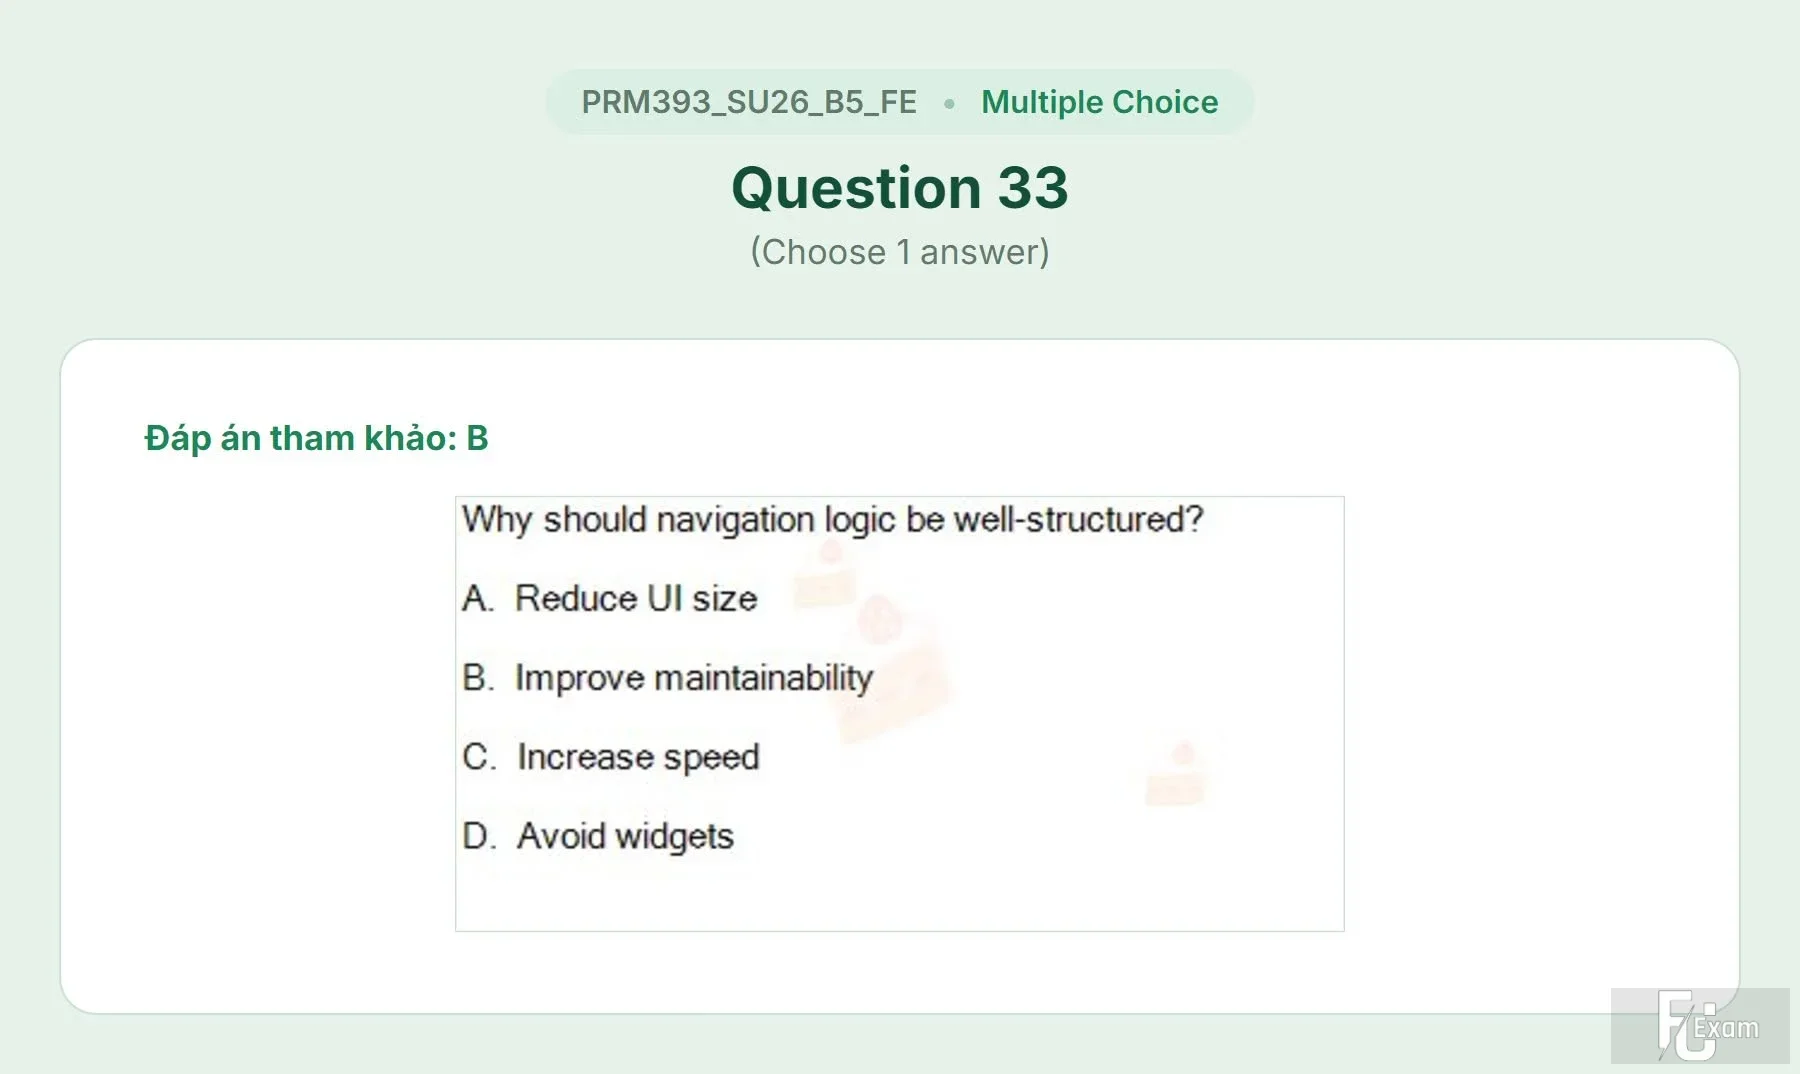 PRM393_SU26_B5_FE • Multiple Choice
Question 33
(Choose 1 answer)
Đáp án tham khảo: B
Why should navigation logic be well-structured?
A. Reduce UI size
B. Improve maintainability
C. Increase speed
D. Avoid widgets
FU Exam